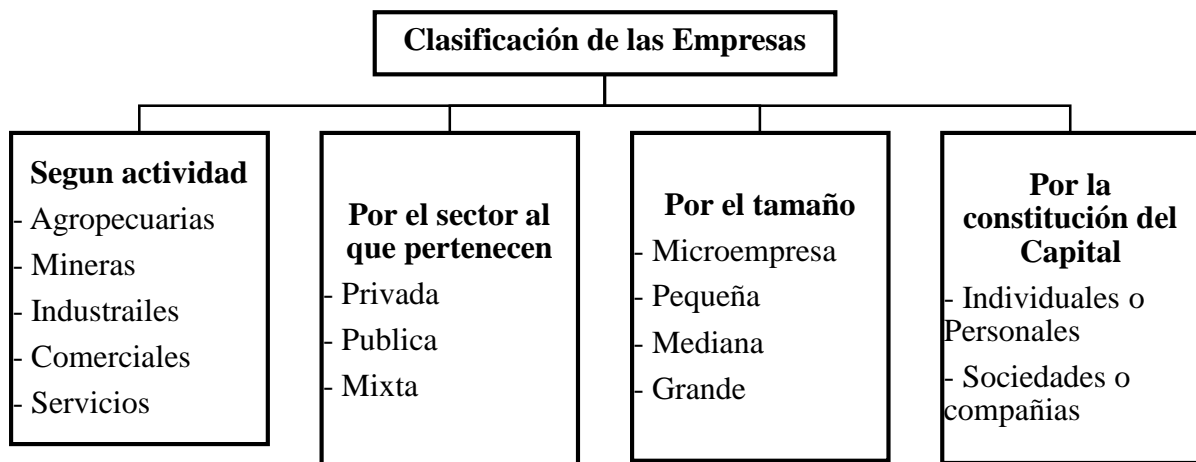 Clasificación de las Empresas
Segun actividad
- Agropecuarias
- Mineras
- Industrailes
- Comerciales
- Servicios
Por el sector al
que pertenecen
- Privada
- Publica
- Mixta
Por el tamaño
- Microempresa
- Pequeña
- Mediana
- Grande
Por la
constitución del
Capital
- Individuales o
Personales
- Sociedades o
compañias